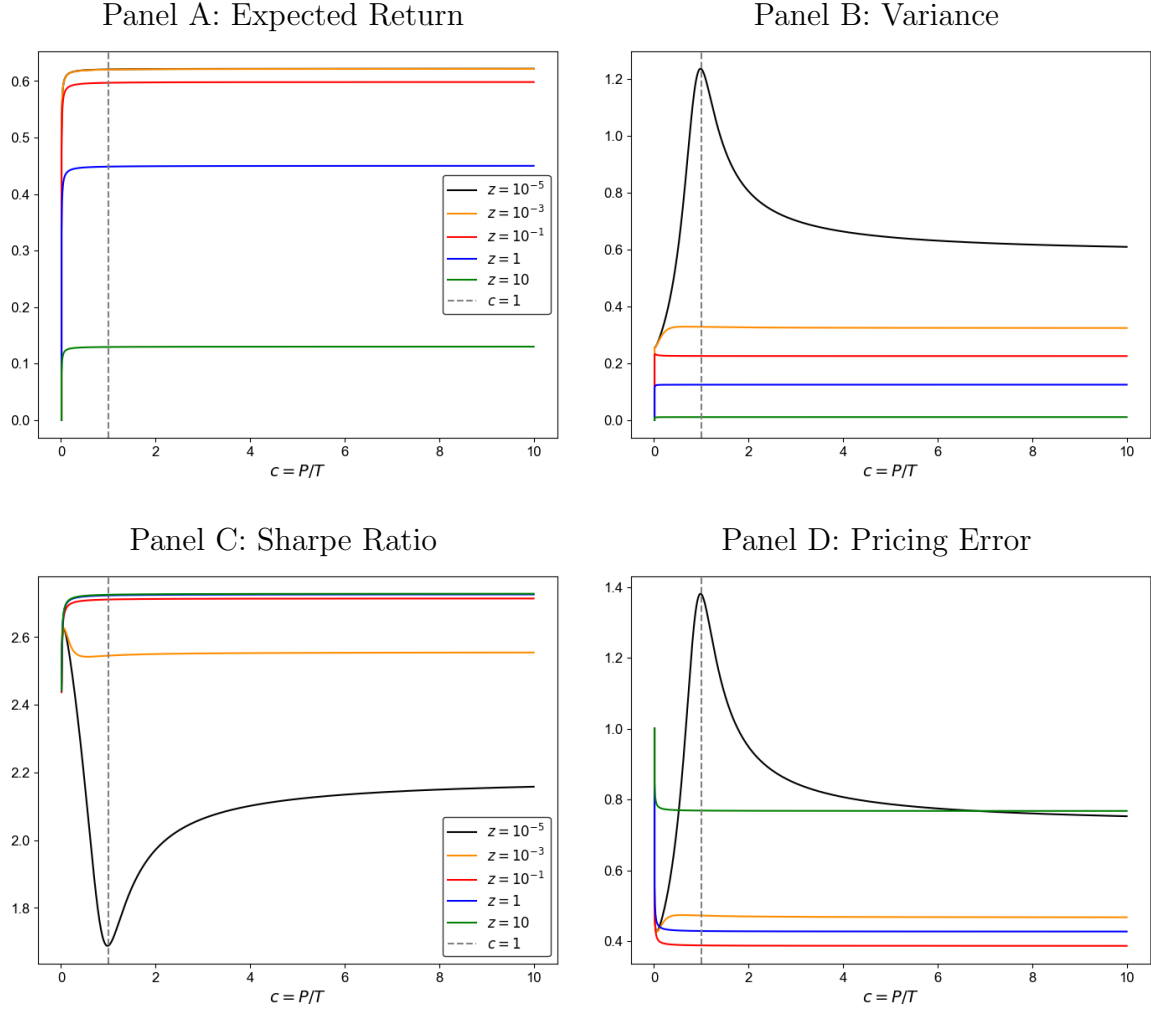 Panel A: Expected Return
0.6
0.5
0.4
0.3
0.2
0.1
0.0
0 2 4 6 8 10
c = P/T
z = 10^{-5}
z = 10^{-3}
z = 10^{-1}
z = 1
z = 10
c = 1
Panel B: Variance
1.2
1.0
0.8
0.6
0.4
0.2
0.0
0 2 4 6 8 10
c = P/T
Panel C: Sharpe Ratio
2.6
2.4
2.2
2.0
1.8
0 2 4 6 8 10
c = P/T
z = 10^{-5}
z = 10^{-3}
z = 10^{-1}
z = 1
z = 10
c = 1
Panel D: Pricing Error
1.4
1.2
1.0
0.8
0.6
0.4
0 2 4 6 8 10
c = P/T